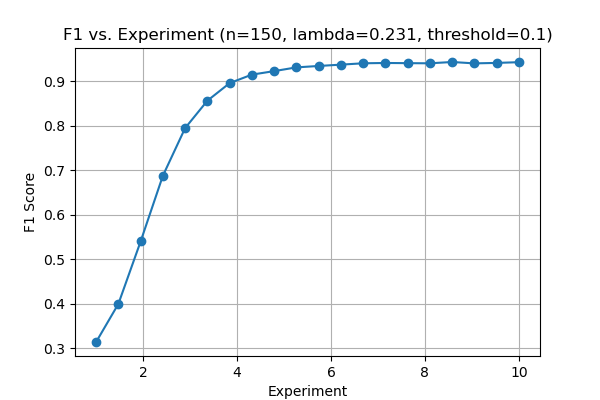 F1 vs. Experiment (n=150, lambda=0.231, threshold=0.1)
0.9
0.8
0.7
0.6
0.5
0.4
0.3
F1 Score
2 4 6 8 10
Experiment